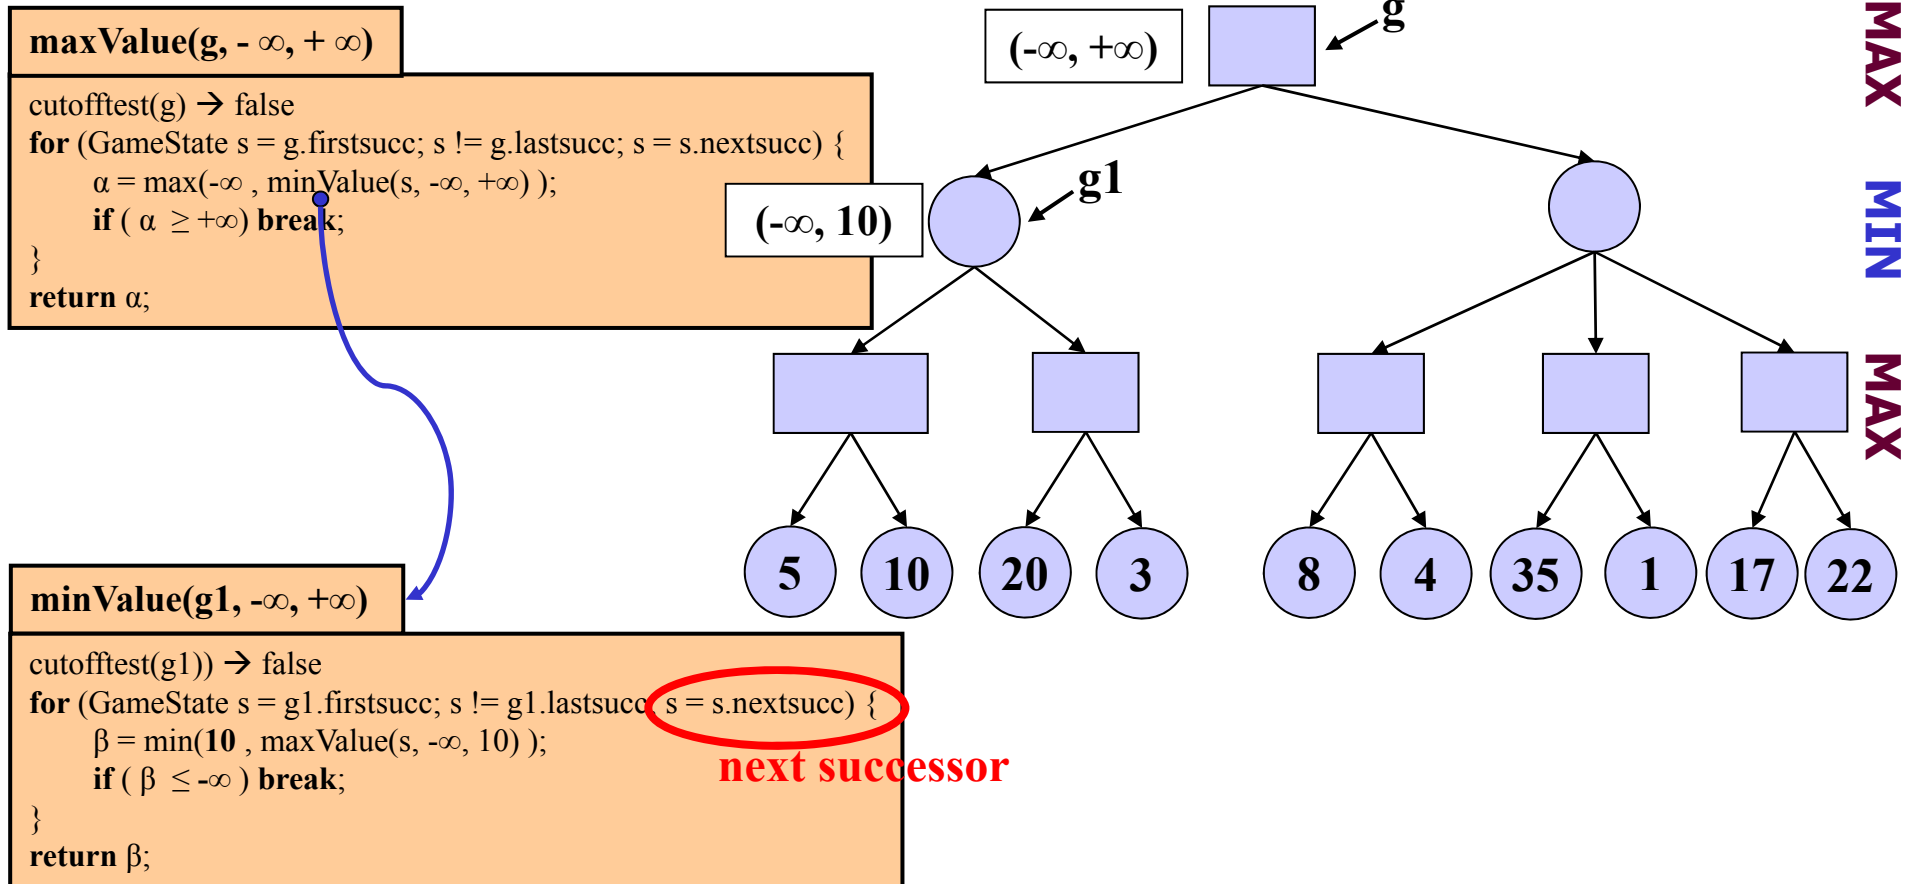 maxValue(g, - ∞, + ∞)
cutofftest(g) → false
for (GameState s = g.firstsucc; s != g.lastsucc; s = s.nextsucc) {
α = max(-∞ , minValue(s, -∞, +∞) );
if ( α ≥ +∞) break;
}
return α;
(-∞, +∞)
g
MAX
(-∞, 10)
g1
MIN
MAX
5 10 20 3 8 4 35 1 17 22
minValue(g1, -∞, +∞)
cutofftest(g1)) → false
for (GameState s = g1.firstsucc; s != g1.lastsucc; s = s.nextsucc) {
β = min(10 , maxValue(s, -∞, 10) );
if ( β ≤ -∞ ) break;
}
return β;
next successor